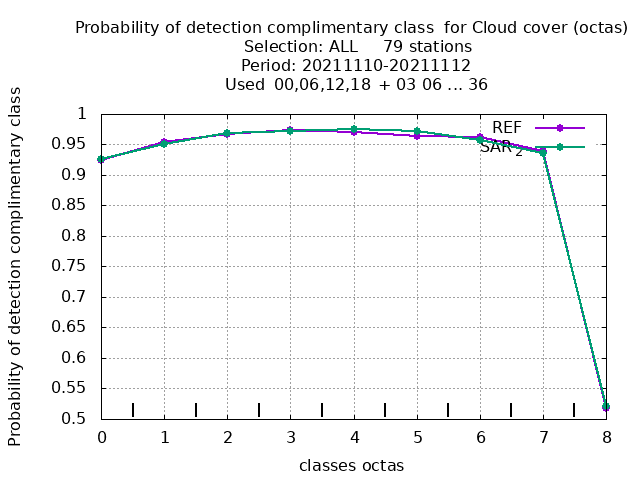 Probability of detection complimentary class  for Cloud cover (octas)
Selection: ALL     79 stations
Period: 20211110-20211112
Used  00,06,12,18 + 03 06 ... 36
Probability of detection complimentary class
1
0.95
0.9
0.85
0.8
0.75
0.7
0.65
0.6
0.55
0.5
REF
SAR 2
0 1 2 3 4 5 6 7 8
classes octas